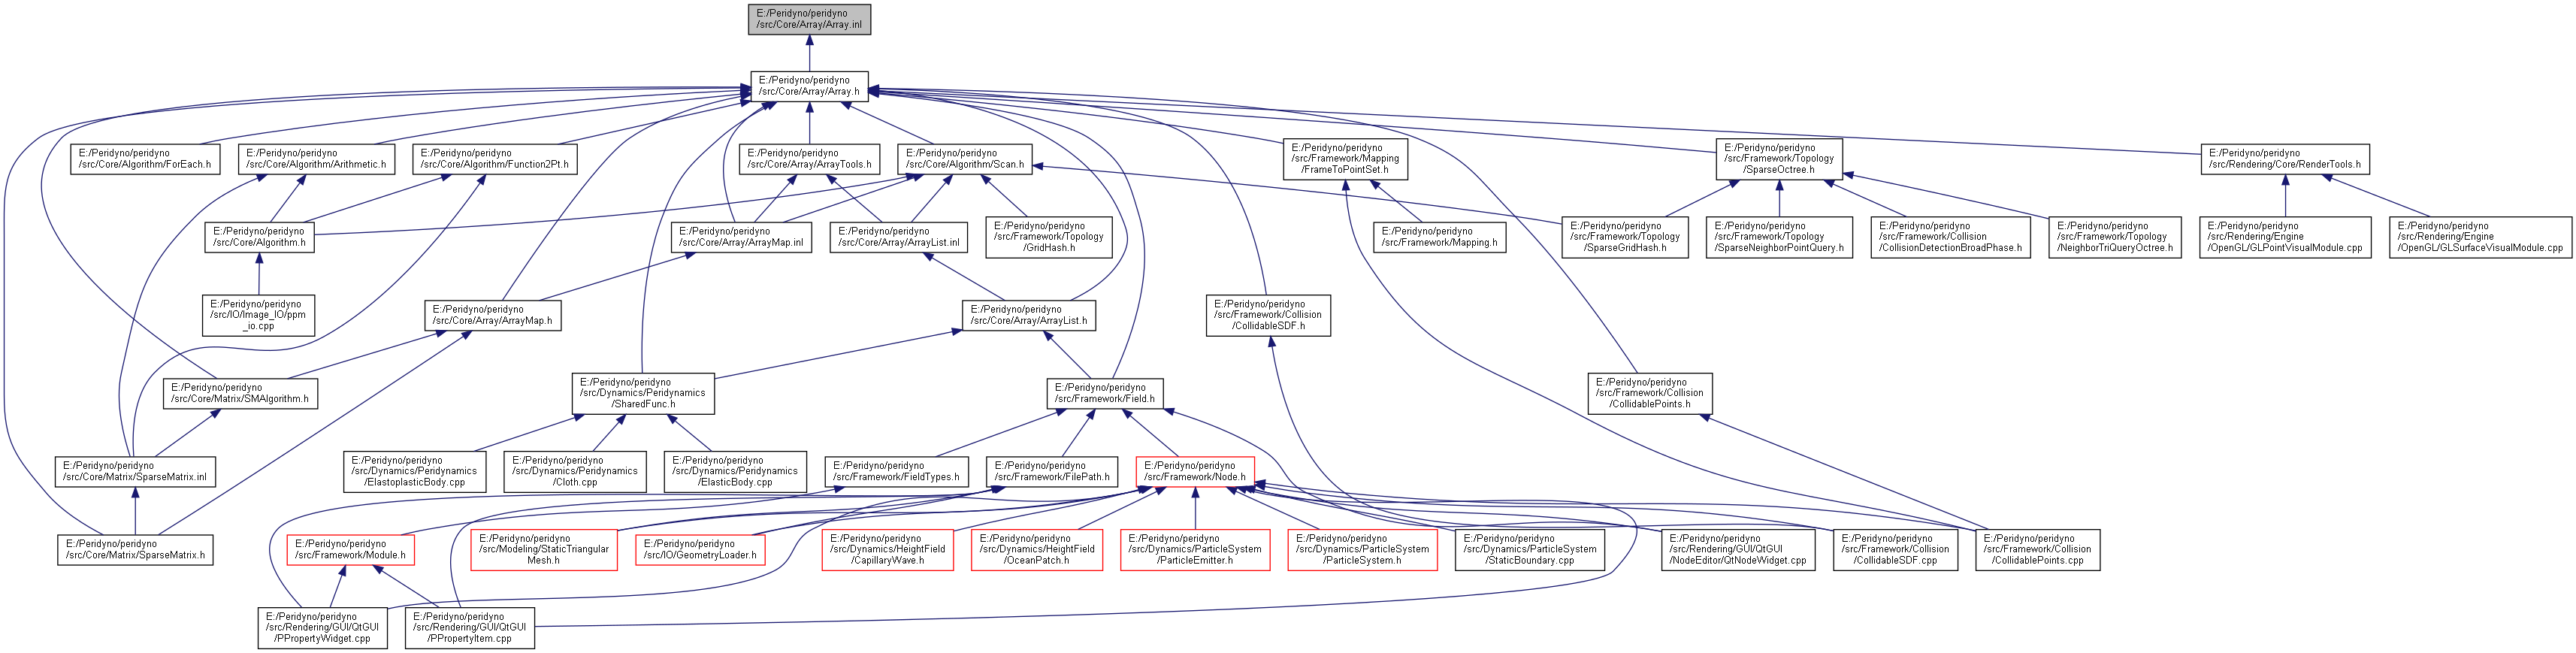 E:/Peridyno/peridyno
/src/Core/Array/Array.inl
E:/Peridyno/peridyno
/src/Core/Array/Array.h
E:/Peridyno/peridyno
/src/Core/Algorithm/ForEach.h
E:/Peridyno/peridyno
/src/Core/Algorithm/Arithmetic.h
E:/Peridyno/peridyno
/src/Core/Algorithm/Function2Pt.h
E:/Peridyno/peridyno
/src/Core/Array/ArrayTools.h
E:/Peridyno/peridyno
/src/Core/Algorithm/Scan.h
E:/Peridyno/peridyno
/src/Framework/Mapping
/FrameToPointSet.h
E:/Peridyno/peridyno
/src/Framework/Topology
/SparseOctree.h
E:/Peridyno/peridyno
/src/Rendering/Core/RenderTools.h
E:/Peridyno/peridyno
/src/Core/Algorithm.h
E:/Peridyno/peridyno
/src/Core/Array/ArrayMap.inl
E:/Peridyno/peridyno
/src/Core/Array/ArrayList.inl
E:/Peridyno/peridyno
/src/Framework/Topology
/GridHash.h
E:/Peridyno/peridyno
/src/Framework/Mapping.h
E:/Peridyno/peridyno
/src/Framework/Topology
/SparseGridHash.h
E:/Peridyno/peridyno
/src/Framework/Topology
/SparseNeighborPointQuery.h
E:/Peridyno/peridyno
/src/Framework/Collision
/CollisionDetectionBroadPhase.h
E:/Peridyno/peridyno
/src/Framework/Topology
/NeighborTriQueryOctree.h
E:/Peridyno/peridyno
/src/Rendering/Engine
/OpenGL/GLPointVisualModule.cpp
E:/Peridyno/peridyno
/src/Rendering/Engine
/OpenGL/GLSurfaceVisualModule.cpp
E:/Peridyno/peridyno
/src/IO/Image_IO/ppm
_io.cpp
E:/Peridyno/peridyno
/src/Core/Array/ArrayMap.h
E:/Peridyno/peridyno
/src/Core/Array/ArrayList.h
E:/Peridyno/peridyno
/src/Framework/Collision
/CollidableSDF.h
E:/Peridyno/peridyno
/src/Core/Matrix/SMAlgorithm.h
E:/Peridyno/peridyno
/src/Dynamics/Peridynamics
/SharedFunc.h
E:/Peridyno/peridyno
/src/Framework/Field.h
E:/Peridyno/peridyno
/src/Framework/Collision
/CollidablePoints.h
E:/Peridyno/peridyno
/src/Core/Matrix/SparseMatrix.inl
E:/Peridyno/peridyno
/src/Dynamics/Peridynamics
/ElastoplasticBody.cpp
E:/Peridyno/peridyno
/src/Dynamics/Peridynamics
/Cloth.cpp
E:/Peridyno/peridyno
/src/Dynamics/Peridynamics
/ElasticBody.cpp
E:/Peridyno/peridyno
/src/Framework/FieldTypes.h
E:/Peridyno/peridyno
/src/Framework/FilePath.h
E:/Peridyno/peridyno
/src/Framework/Node.h
E:/Peridyno/peridyno
/src/Core/Matrix/SparseMatrix.h
E:/Peridyno/peridyno
/src/Framework/Module.h
E:/Peridyno/peridyno
/src/Modeling/StaticTriangular
Mesh.h
E:/Peridyno/peridyno
/src/IO/GeometryLoader.h
E:/Peridyno/peridyno
/src/Dynamics/HeightField
/CapillaryWave.h
E:/Peridyno/peridyno
/src/Dynamics/HeightField
/OceanPatch.h
E:/Peridyno/peridyno
/src/Dynamics/ParticleSystem
/ParticleEmitter.h
E:/Peridyno/peridyno
/src/Dynamics/ParticleSystem
/ParticleSystem.h
E:/Peridyno/peridyno
/src/Dynamics/ParticleSystem
/StaticBoundary.cpp
E:/Peridyno/peridyno
/src/Rendering/GUI/QtGUI
/NodeEditor/QtNodeWidget.cpp
E:/Peridyno/peridyno
/src/Framework/Collision
/CollidableSDF.cpp
E:/Peridyno/peridyno
/src/Framework/Collision
/CollidablePoints.cpp
E:/Peridyno/peridyno
/src/Rendering/GUI/QtGUI
/PPropertyWidget.cpp
E:/Peridyno/peridyno
/src/Rendering/GUI/QtGUI
/PPropertyItem.cpp